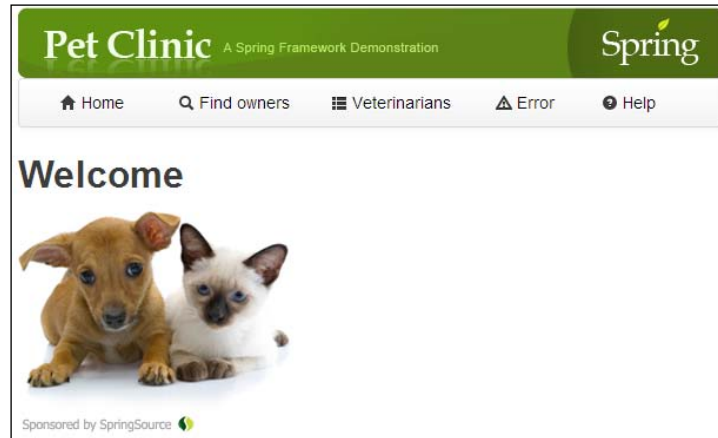 Pet Clinic A Spring Framework Demonstration Spring
Home Find owners Veterinarians Error Help
Welcome
Sponsored by SpringSource